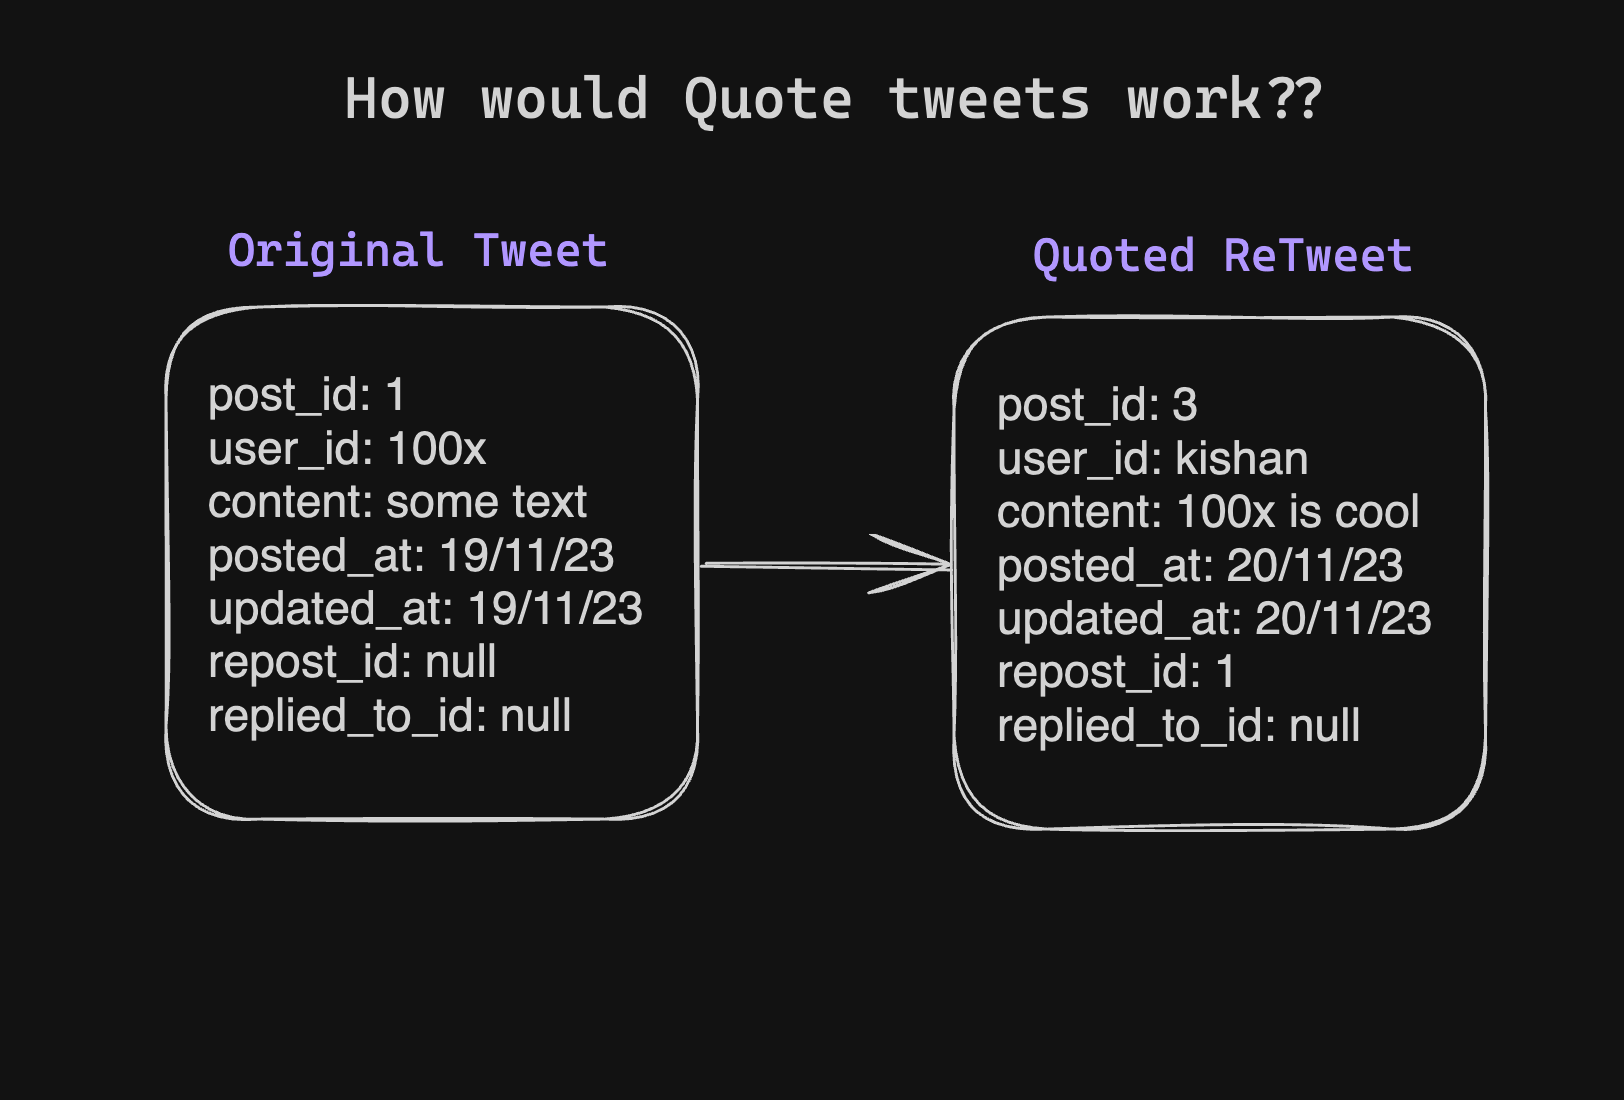 How would Quote tweets work??
Original Tweet
post_id: 1
user_id: 100x
content: some text
posted_at: 19/11/23
updated_at: 19/11/23
repost_id: null
replied_to_id: null
Quoted ReTweet
post_id: 3
user_id: kishan
content: 100x is cool
posted_at: 20/11/23
updated_at: 20/11/23
repost_id: 1
replied_to_id: null